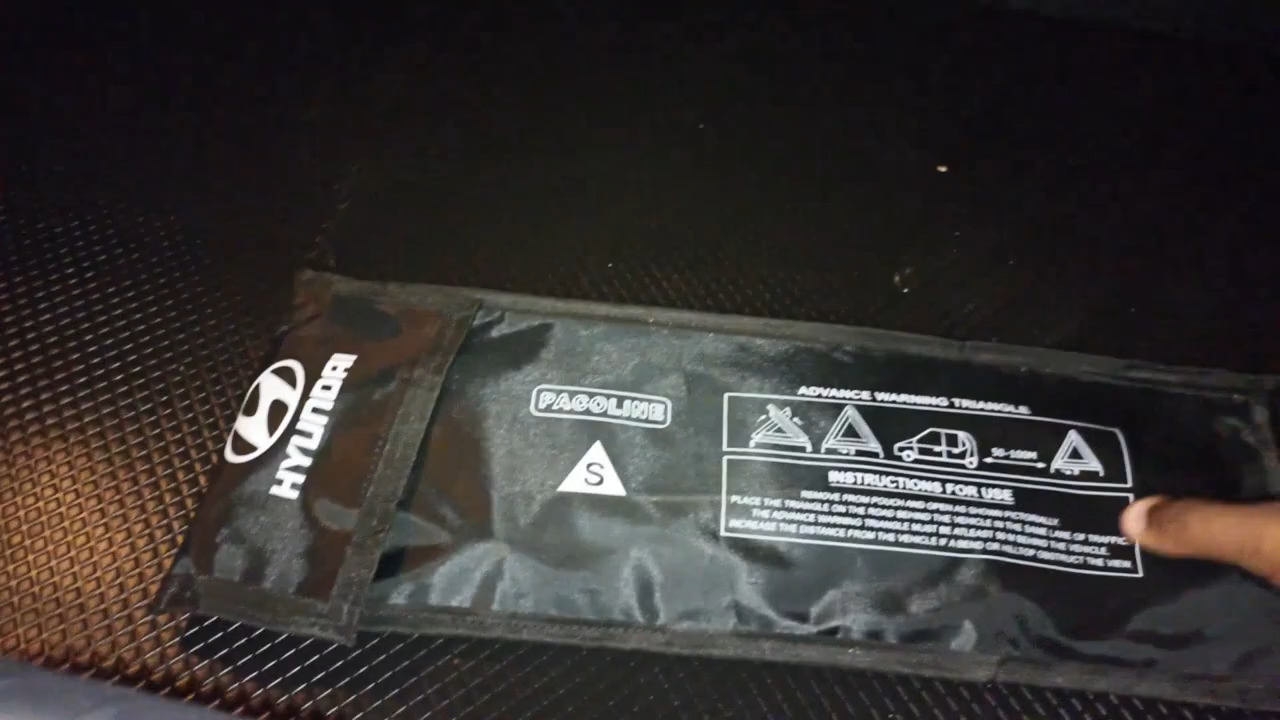 HYUNDAI
PACOLINE
S
ADVANCE WARNING TRIANGLE
50-100M
INSTRUCTIONS FOR USE
REMOVE FROM POUCH AND OPEN AS SHOWN PICTORIALLY.
PLACE THE TRIANGLE ON THE ROAD BEHIND THE VEHICLE IN THE SAME LANE OF TRAFFIC
THE ADVANCE WARNING TRIANGLE MUST BE ATLEAST 50 M BEHIND THE VEHICLE.
INCREASE THE DISTANCE FROM THE VEHICLE IF A BEND OR HILLTOP OBSTRUCT THE VIEW.